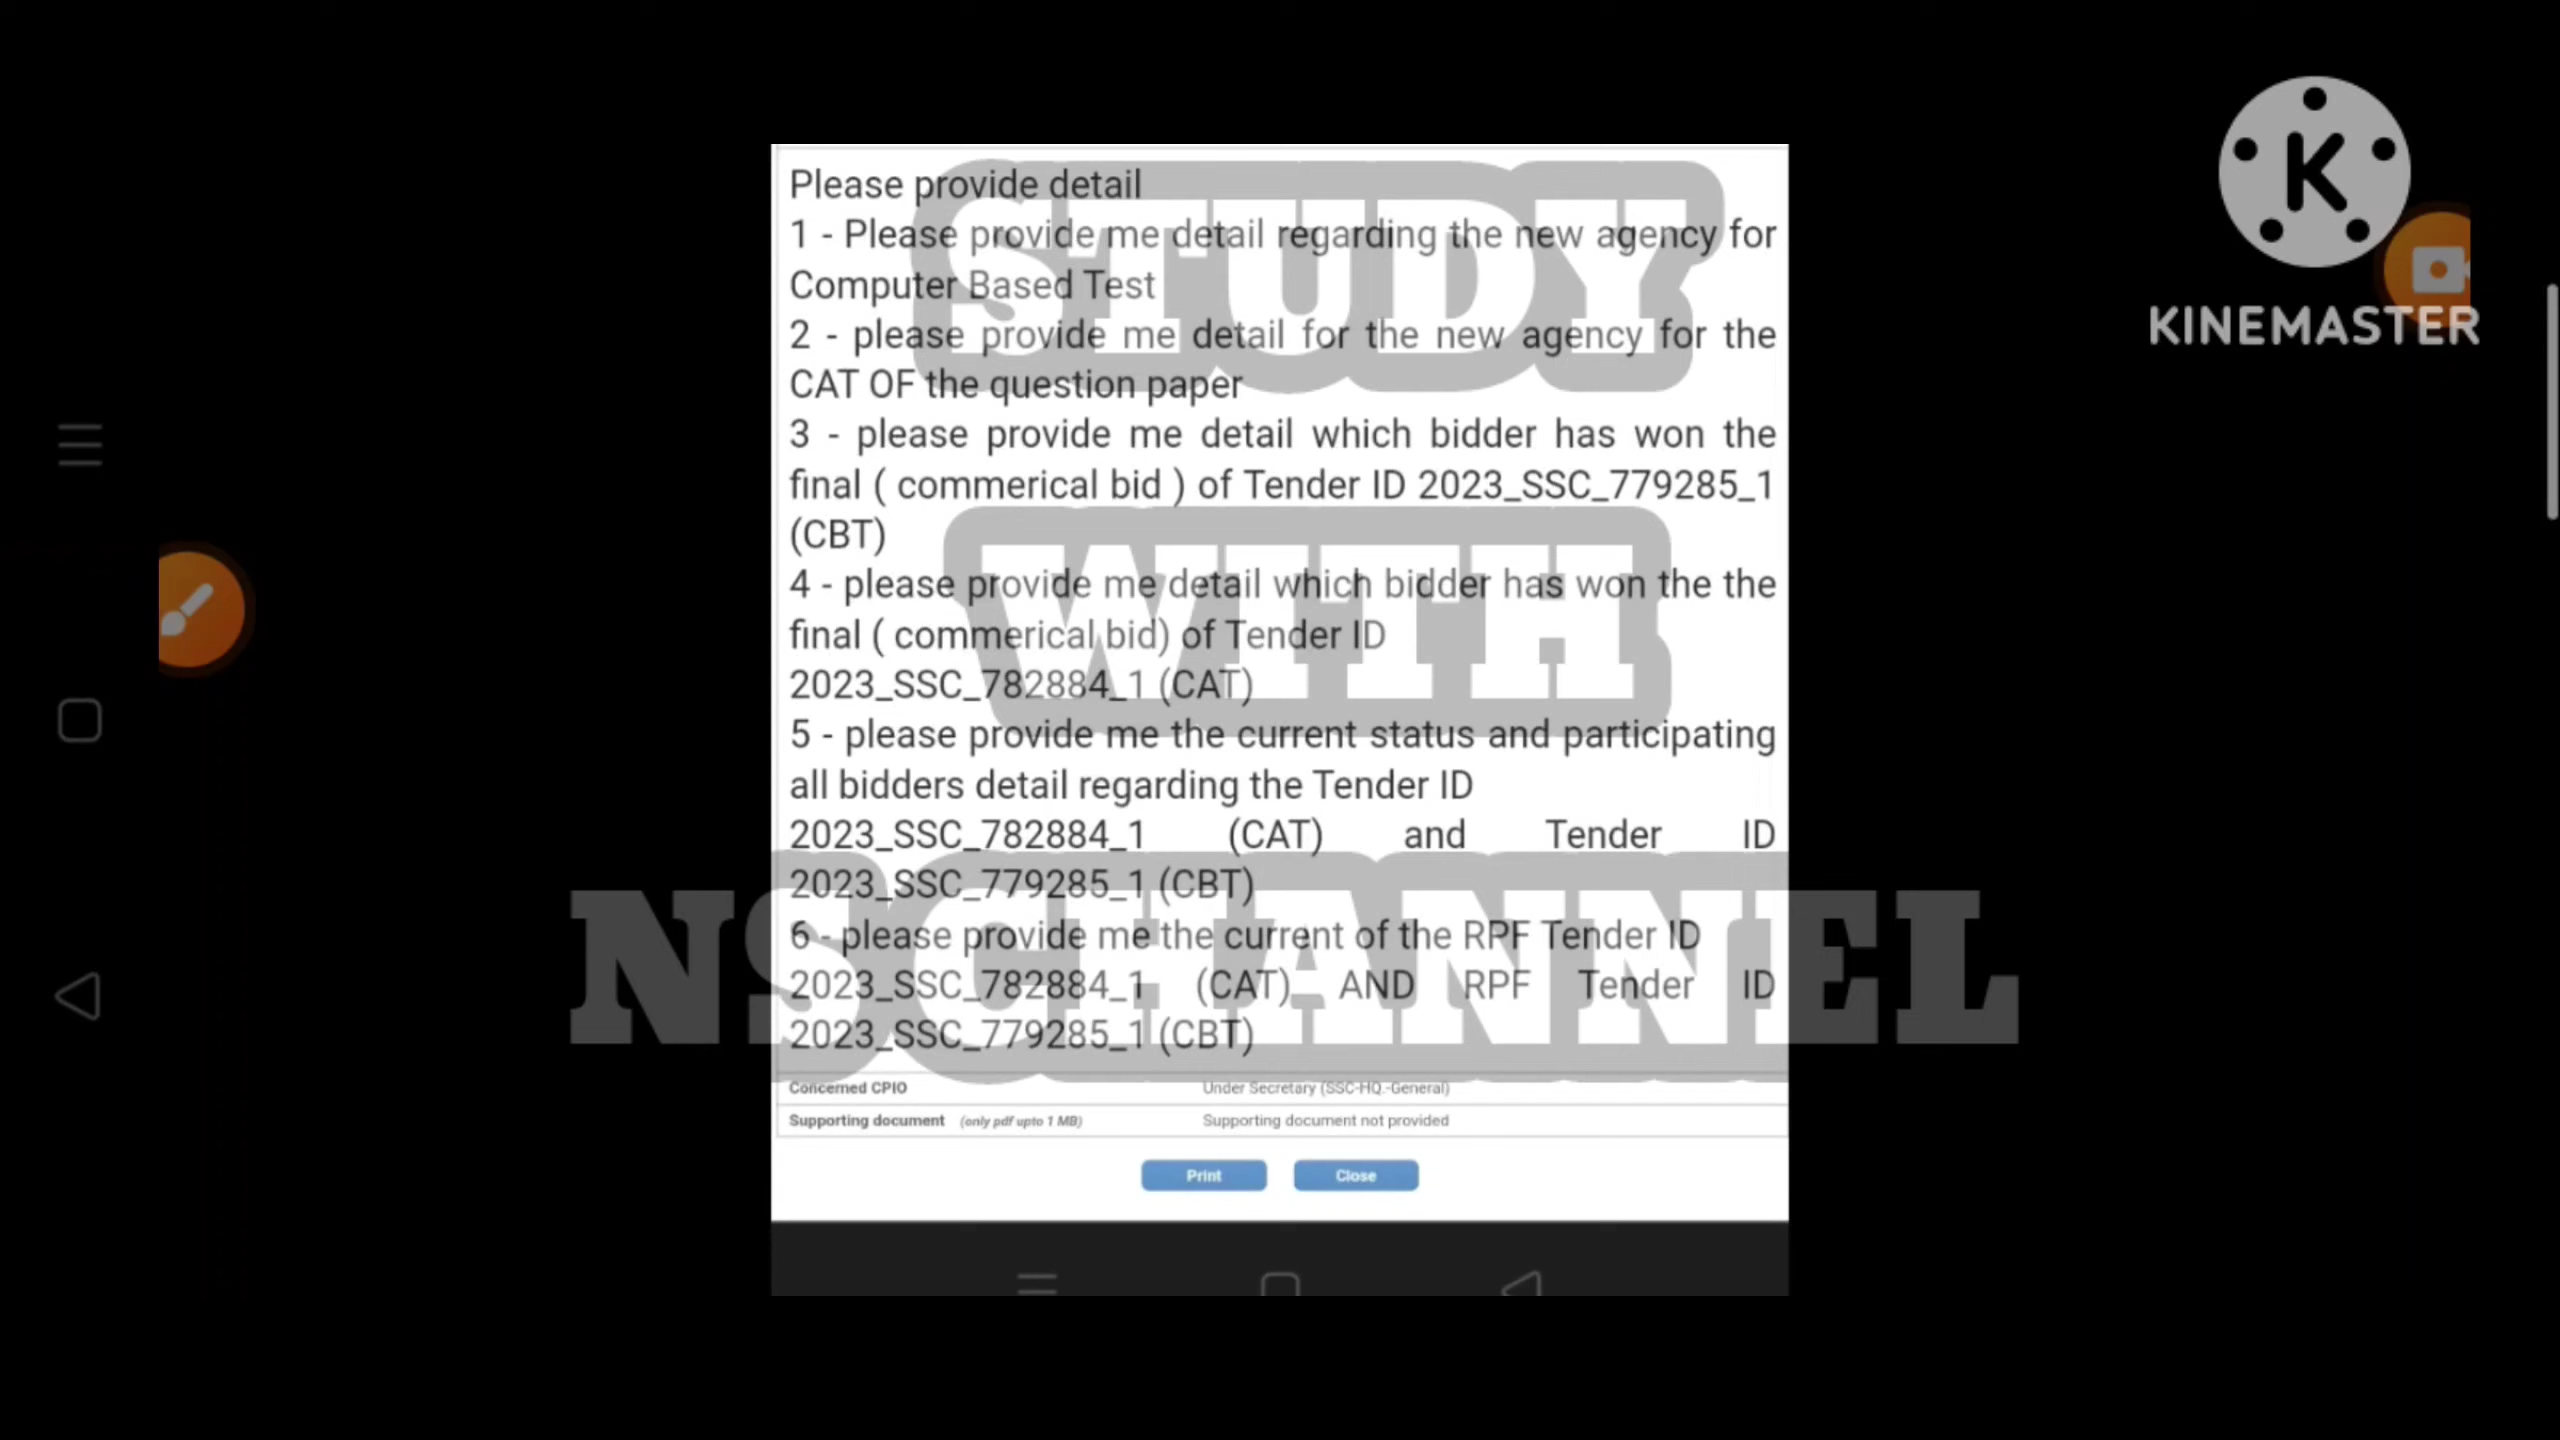 Please provide detail
1 - Please provide me detail regarding the new agency for
Computer Based Test
2 - please provide me detail for the new agency for the
CAT OF the question paper
3 - please provide me detail which bidder has won the
final ( commerical bid ) of Tender ID 2023_SSC_779285_1
(CBT)
4 - please provide me detail which bidder has won the the
final ( commerical bid) of Tender ID
2023_SSC_782884_1 (CAT)
5 - please provide me the current status and participating
all bidders detail regarding the Tender ID
2023_SSC_782884_1 (CAT) and Tender ID
2023_SSC_779285_1 (CBT)
6 - please provide me the current of the RPF Tender ID
2023_SSC_782884_1 (CAT) AND RPF Tender ID
2023_SSC_779285_1 (CBT)
Concerned CPIO Under Secretary (SSC-HQ.-General)
Supporting document (only pdf upto 1 MB) Supporting document not provided
Print Close
STUDY
WITH
NS CHANNEL
K
KINEMASTER